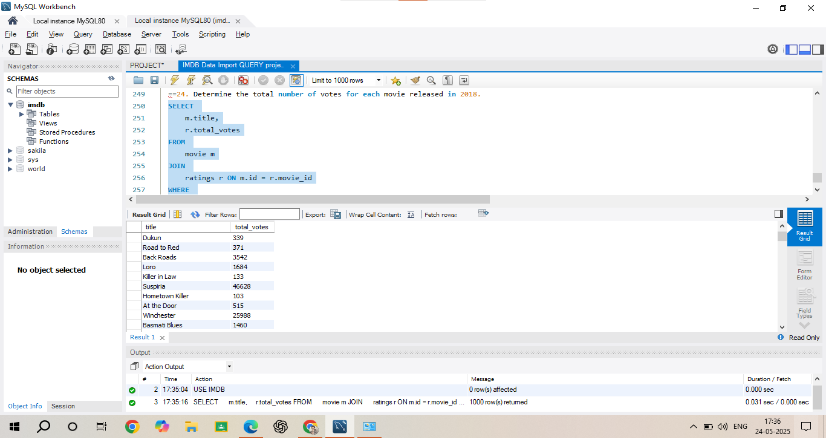 MySQL Workbench
Local instance MySQL80 × Local instance MySQL80 (imd... ×
File Edit View Query Database Server Tools Scripting Help
Navigator
SCHEMAS
Filter objects
imdb
Tables
Views
Stored Procedures
Functions
sakila
sys
world
Administration Schemas
Information
No object selected
Object Info Session
PROJECT* IMDB Data Import QUERY proje... ×
Limit to 1000 rows
249 z=24. Determine the total number of votes for each movie released in 2018.
250 SELECT
251 m.title,
252 r.total_votes
253 FROM
254 movie m
255 JOIN
256 ratings r ON m.id = r.movie_id
257 WHERE
Result Grid Filter Rows: Export: Wrap Cell Content: Fetch rows:
title total_votes
Dukun 339
Road to Red 371
Back Roads 3542
Loro 1684
Killer in Law 133
Suspiria 46628
Hometown Killer 103
At the Door 515
Winchester 25988
Basmati Blues 1460
Result Grid
Form Editor
Field Types
Result 1 × Read Only
Output
Action Output
# Time Action Message Duration / Fetch
2 17:35:04 USE IMDB 0 row(s) affected 0.000 sec
3 17:35:16 SELECT m.title, r.total_votes FROM movie m JOIN ratings r ON m.id = r.movie_id ... 1000 row(s) returned 0.031 sec / 0.000 sec
ENG
17:36
24-05-2025